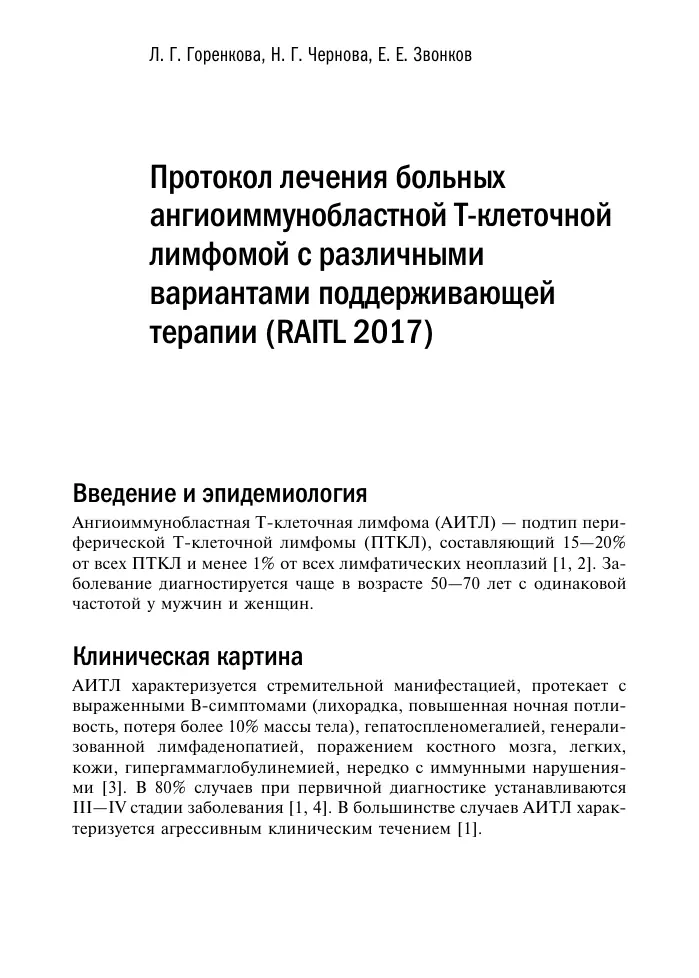 Л. Г. Горенкова, Н. Г. Чернова, Е. Е. Звонков
Протокол лечения больных
ангиоиммунобластной Т-клеточной
лимфомой с различными
вариантами поддерживающей
терапии (RAITL 2017)
Введение и эпидемиология
Ангиоиммунобластная Т-клеточная лимфома (АИТЛ) — подтип пери-
ферической Т-клеточной лимфомы (ПТКЛ), составляющий 15—20%
от всех ПТКЛ и менее 1% от всех лимфатических неоплазий [1, 2]. За-
болевание диагностируется чаще в возрасте 50—70 лет с одинаковой
частотой у мужчин и женщин.
Клиническая картина
АИТЛ характеризуется стремительной манифестацией, протекает с
выраженными В-симптомами (лихорадка, повышенная ночная потли-
вость, потеря более 10% массы тела), гепатоспленомегалией, генерали-
зованной лимфаденопатией, поражением костного мозга, легких,
кожи, гипергаммаглобулинемией, нередко с иммунными нарушения-
ми [3]. В 80% случаев при первичной диагностике устанавливаются
III—IV стадии заболевания [1, 4]. В большинстве случаев АИТЛ харак-
теризуется агрессивным клиническим течением [1].